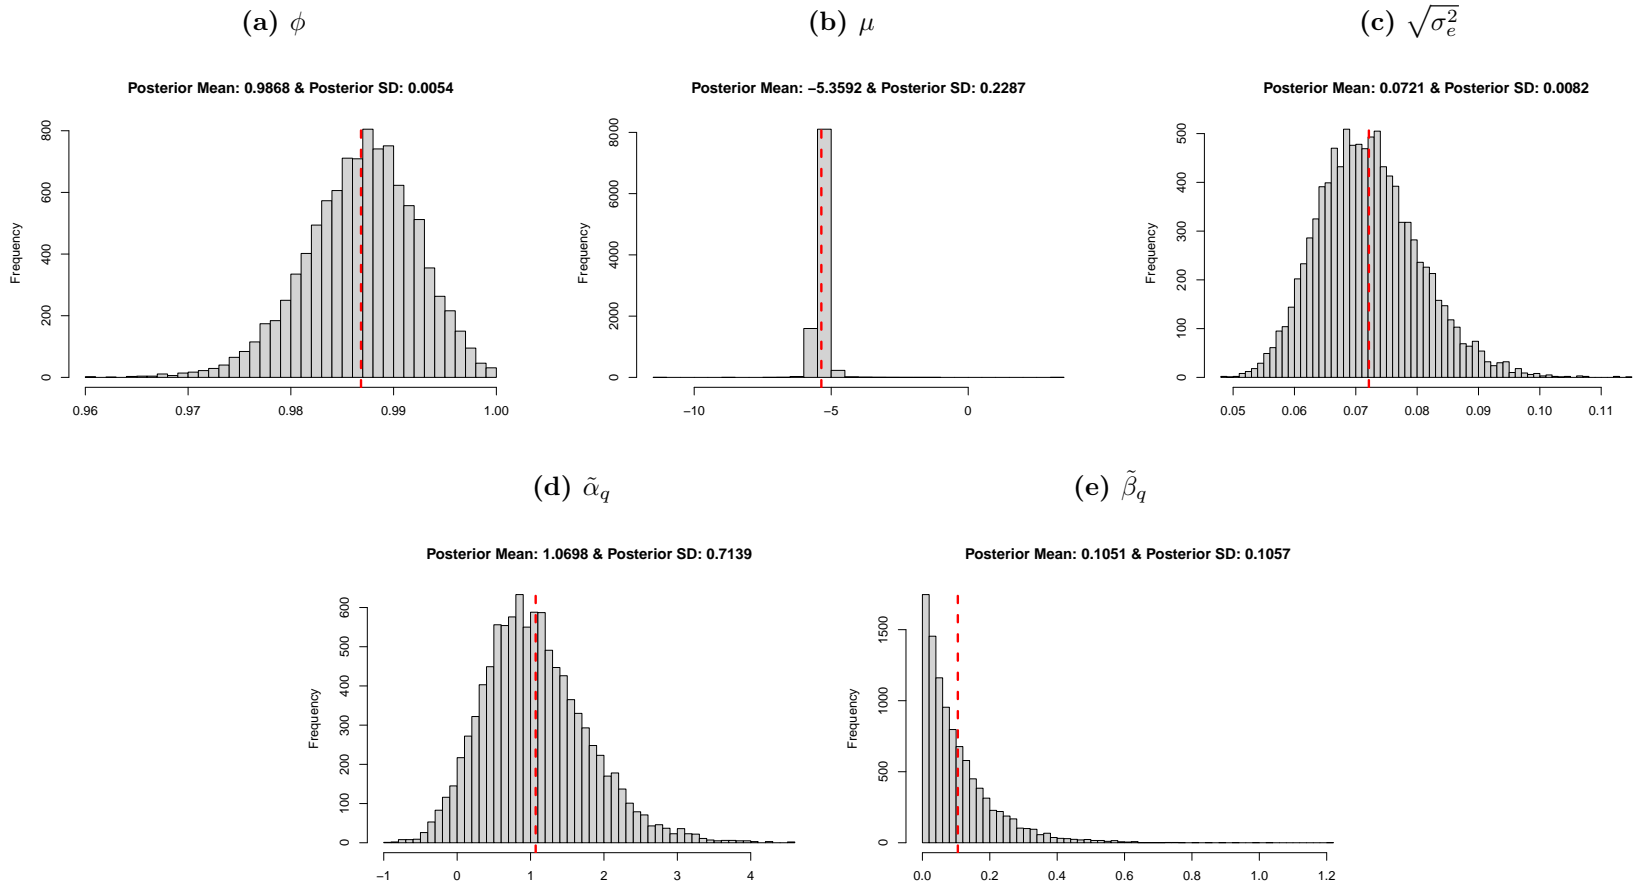 (a) ϕ
(b) μ
(c) √σ_e^2
Posterior Mean: 0.9868 & Posterior SD: 0.0054
Posterior Mean: −5.3592 & Posterior SD: 0.2287
Posterior Mean: 0.0721 & Posterior SD: 0.0082
Frequency
0 200 400 600 800
0.96 0.97 0.98 0.99 1.00
Frequency
0 2000 4000 6000 8000
−10 −5 0
Frequency
0 100 200 300 400 500
0.05 0.06 0.07 0.08 0.09 0.10 0.11
(d) α̃_q
(e) β̃_q
Posterior Mean: 1.0698 & Posterior SD: 0.7139
Posterior Mean: 0.1051 & Posterior SD: 0.1057
Frequency
0 100 200 300 400 500 600
−1 0 1 2 3 4
Frequency
0 500 1000 1500
0.0 0.2 0.4 0.6 0.8 1.0 1.2